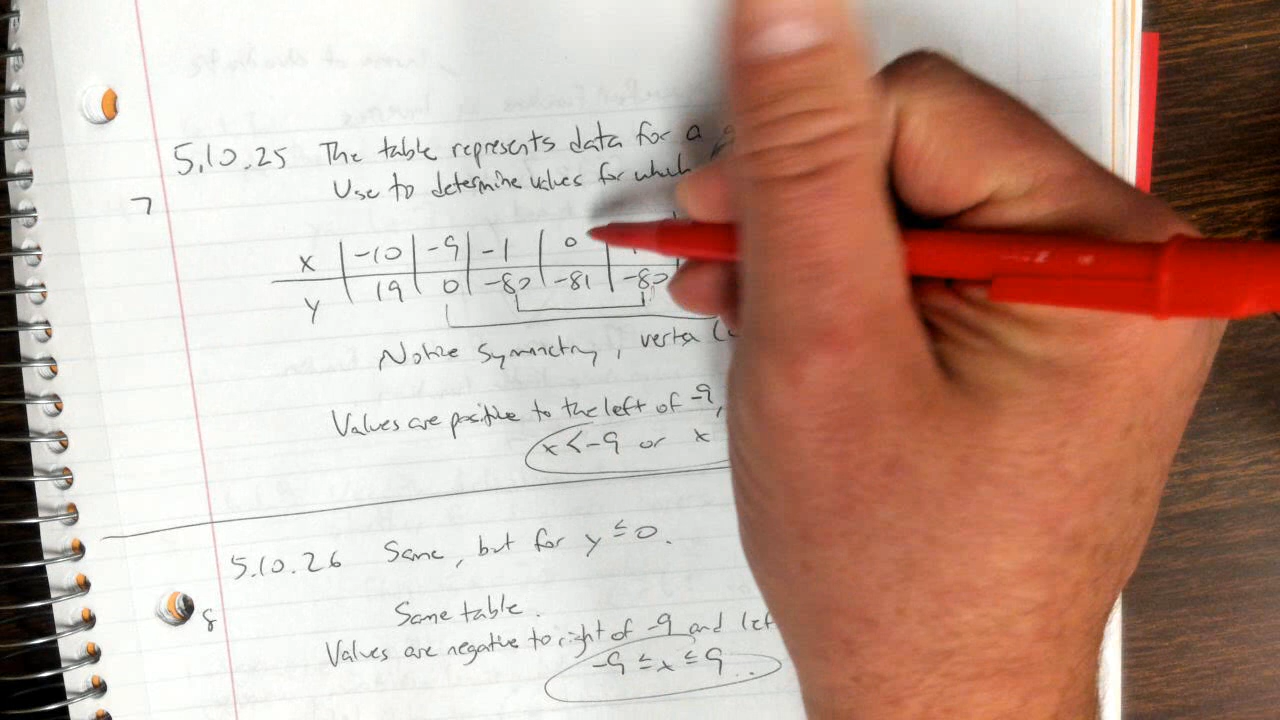 5.10.25 The table represents data for a
Use to determine values for which
7
x | -10 | -9 | -1 | 0
y | 19 | 0 | -80 | -81 | -80
Notice symmetry, vertex
Values are positive to the left of -9,
x < -9 or x
5.10.26 Same, but for y ≤ 0.
8
Same table.
Values are negative to right of -9 and
-9 ≤ x ≤ 9